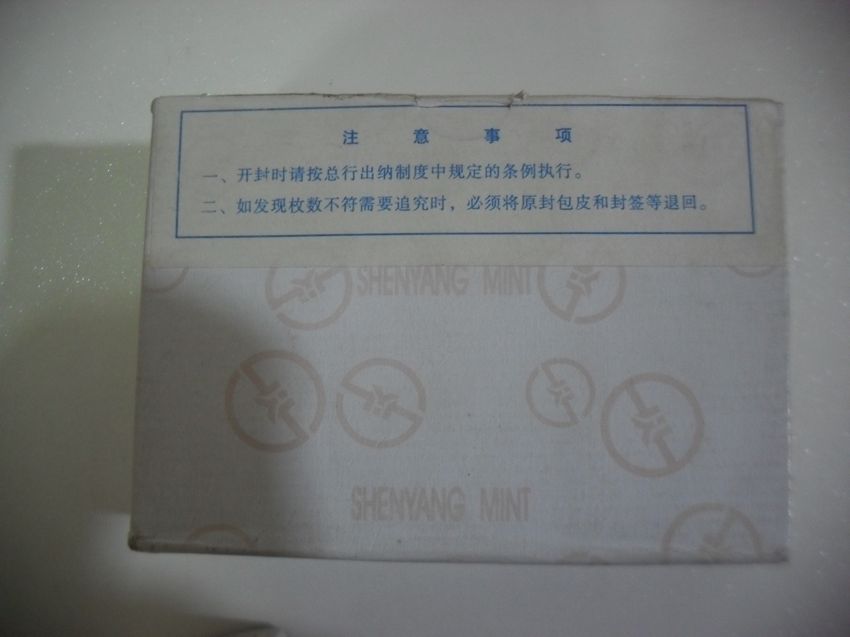 注意事项
一、开封时请按总行出纳制度中规定的条例执行。
二、如发现枚数不符需要追究时，必须将原封包皮和封签等退回。
SHENYANG MINT
SHENYANG MINT